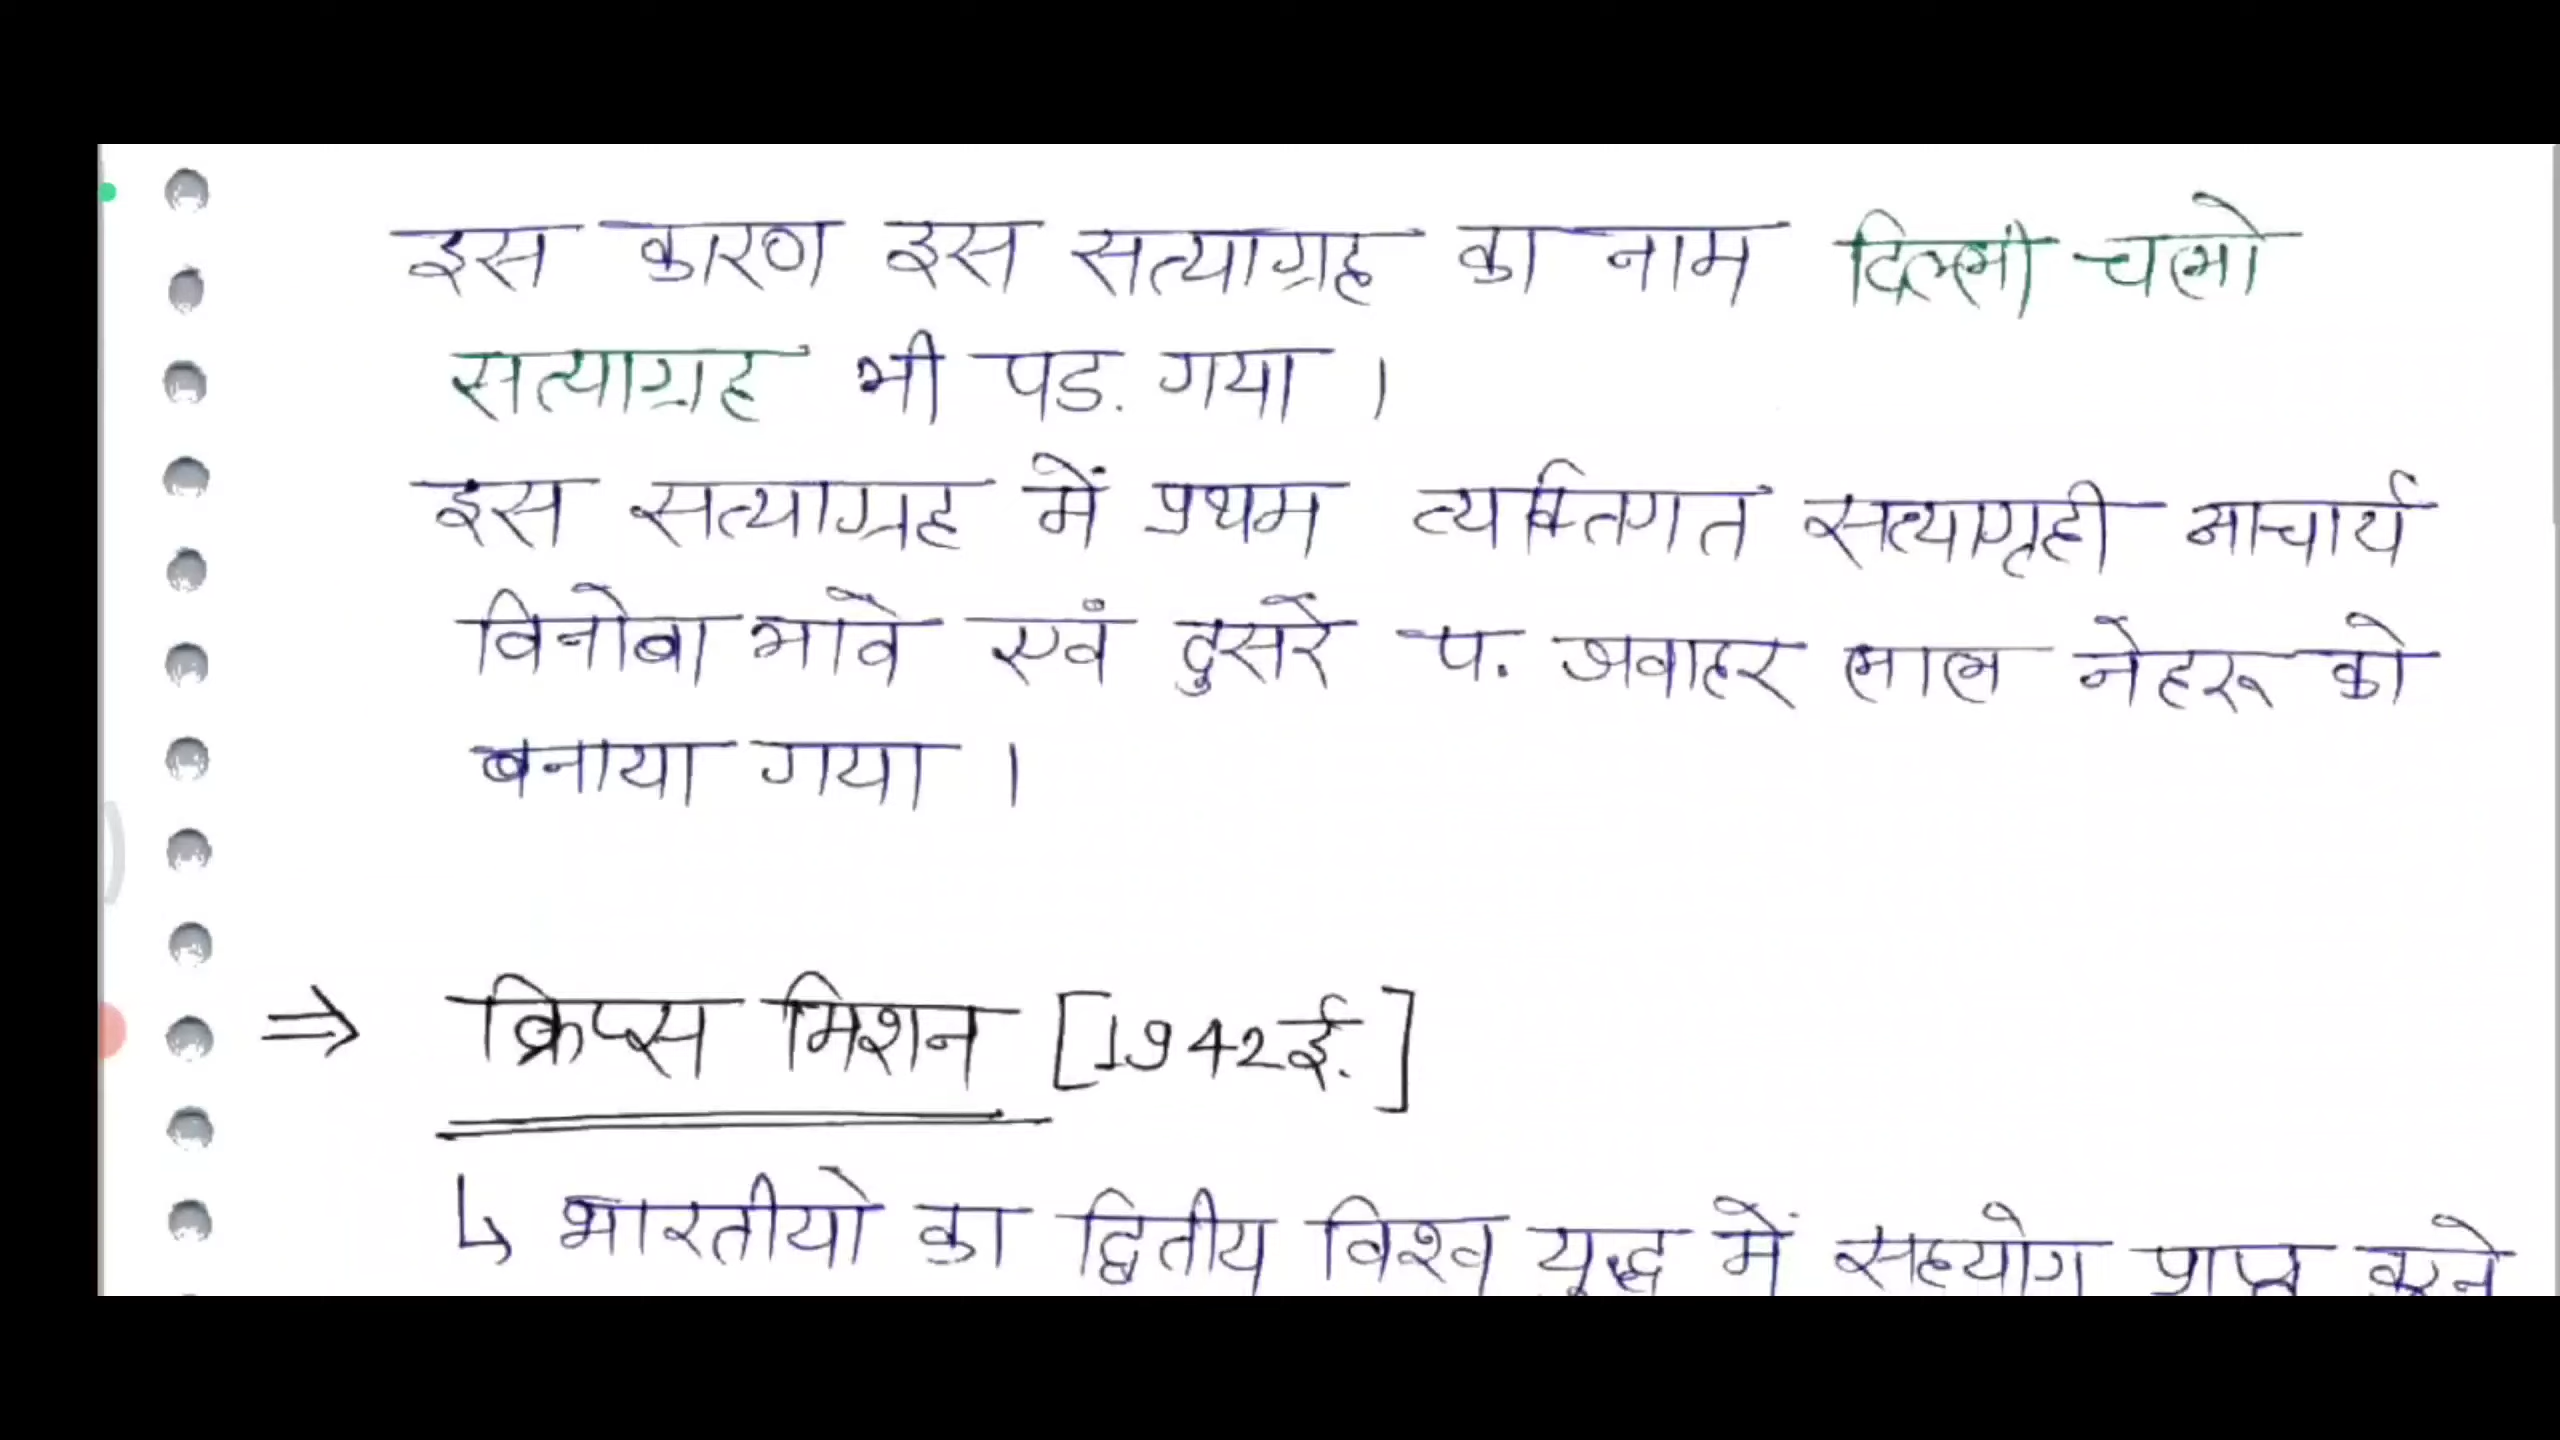 इस कारण इस सत्याग्रह का नाम दिल्ली चलो
सत्याग्रह भी पड. गया ।
इस सत्याग्रह में प्रथम व्यक्तिगत सत्यागृही आचार्य
विनोबा भावे एवं दुसरे प. जवाहर लाल नेहरू को
बनाया गया ।
⇒ क्रिप्स मिशन [1942ई.]
↳ भारतीयो का द्वितीय विश्व युद्ध में सहयोग प्राप्त करने